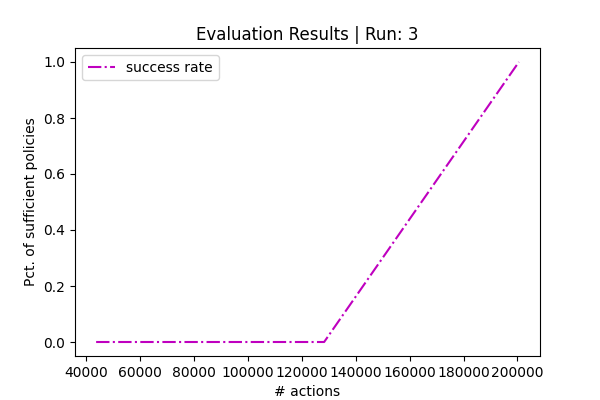 Evaluation Results | Run: 3
success rate
Pct. of sufficient policies
1.0
0.8
0.6
0.4
0.2
0.0
40000 60000 80000 100000 120000 140000 160000 180000 200000
# actions